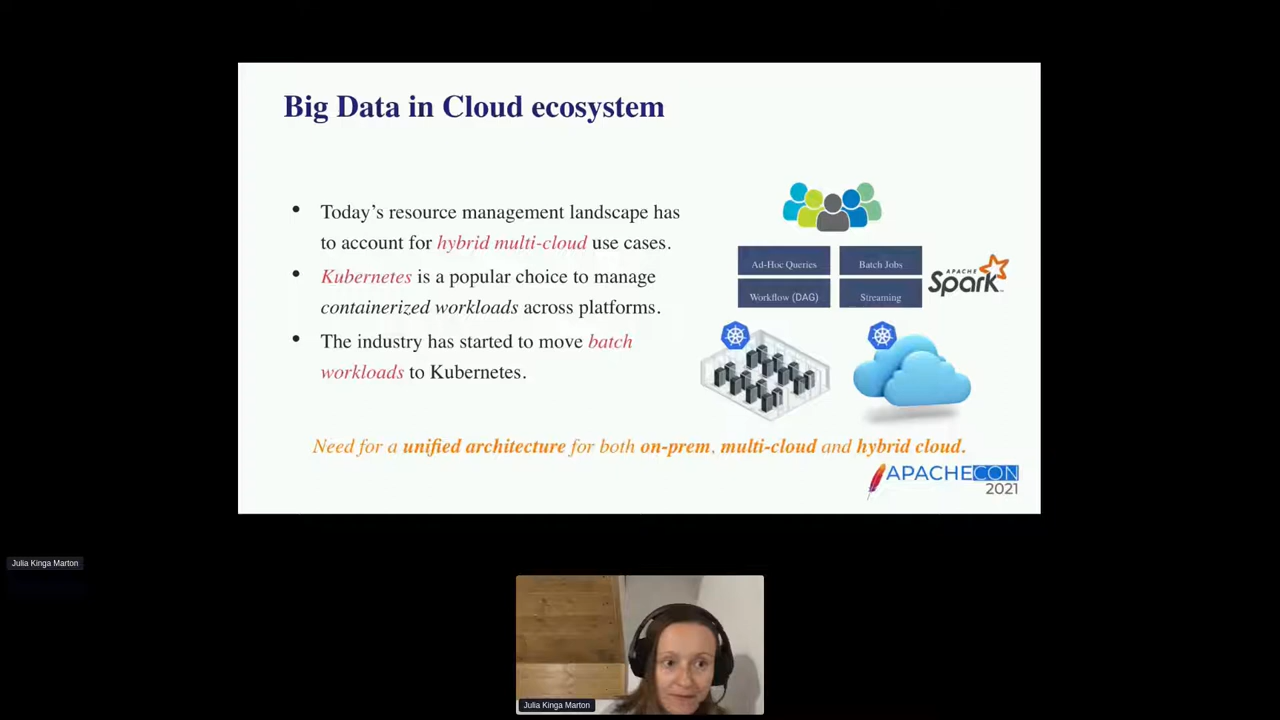 Big Data in Cloud ecosystem
• Today’s resource management landscape has
to account for hybrid multi-cloud use cases.
• Kubernetes is a popular choice to manage
containerized workloads across platforms.
• The industry has started to move batch
workloads to Kubernetes.
Ad-Hoc Queries
Batch Jobs
Workflow (DAG)
Streaming
APACHE
Spark
Need for a unified architecture for both on-prem, multi-cloud and hybrid cloud.
APACHECON
2021
Julia Kinga Marton
Julia Kinga Marton